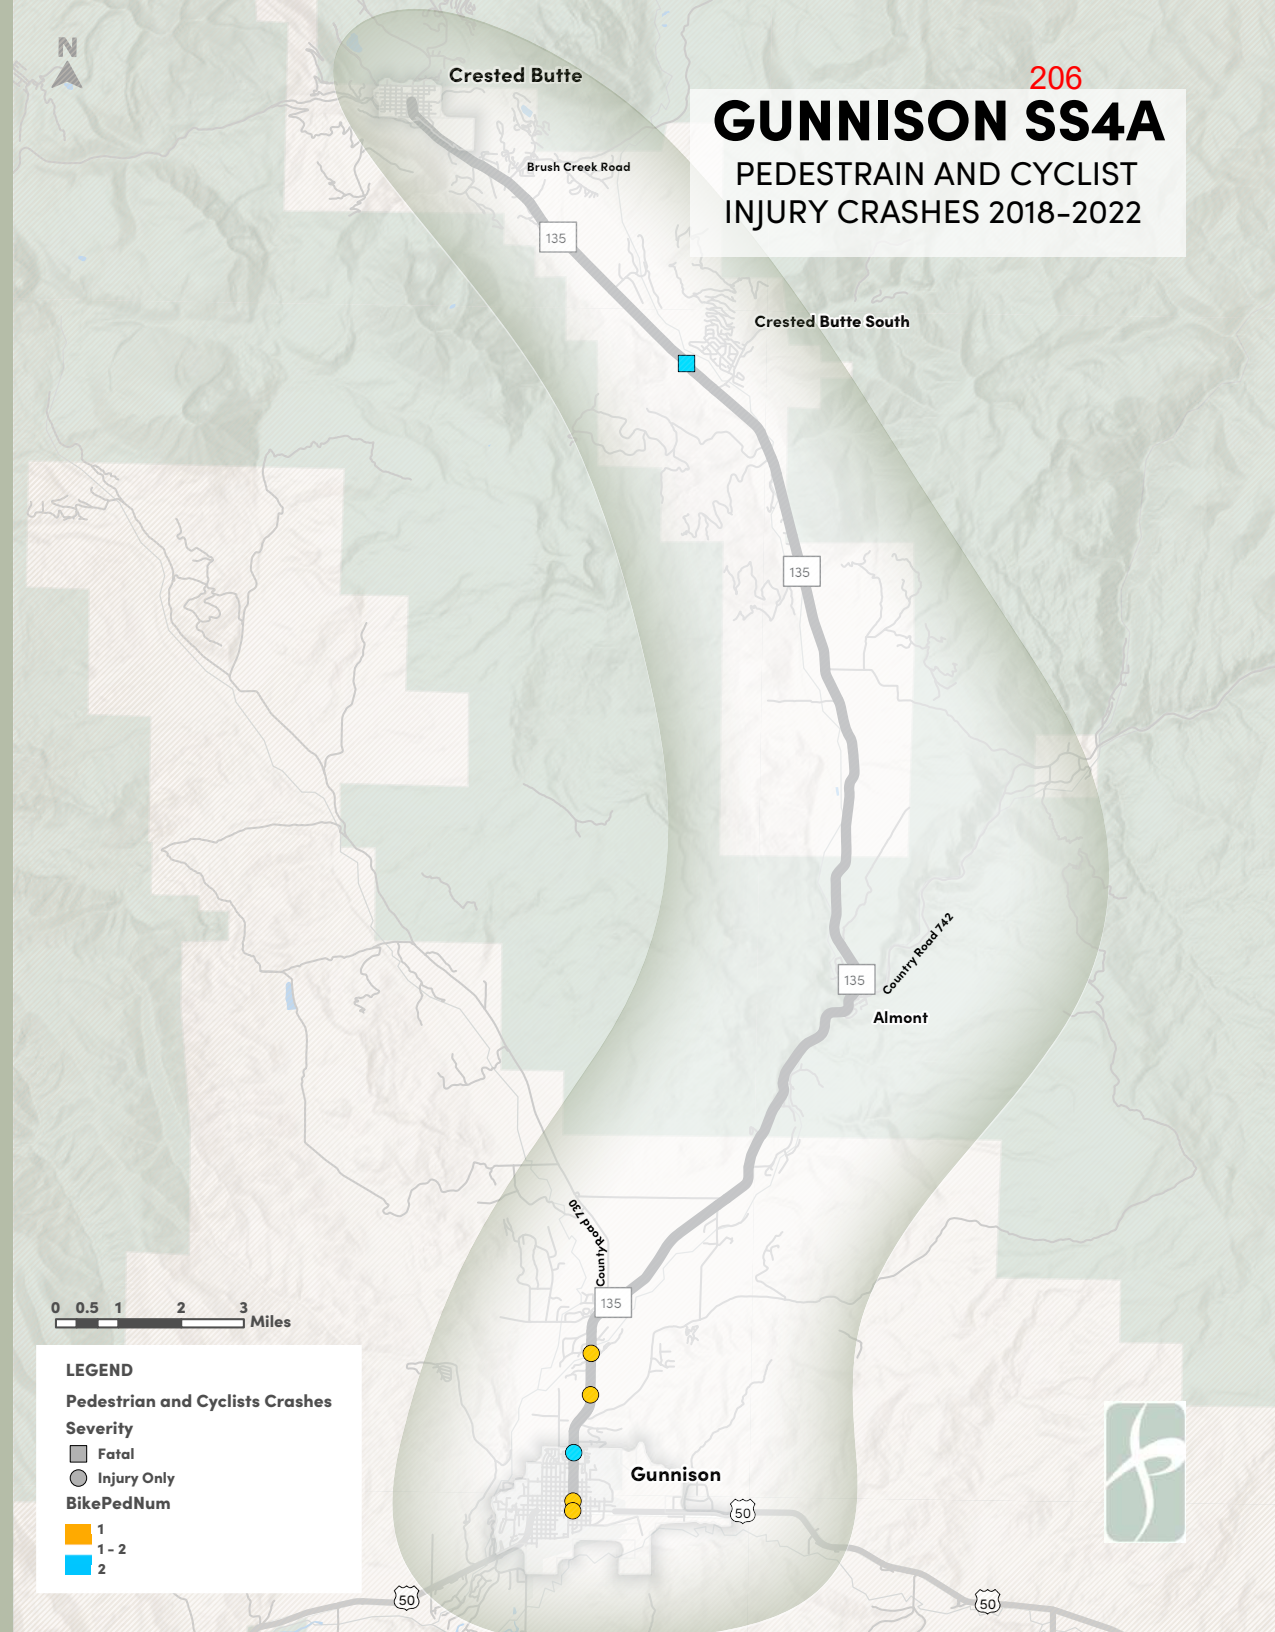 N
Crested Butte
206
GUNNISON SS4A
PEDESTRAIN AND CYCLIST
INJURY CRASHES 2018-2022
Brush Creek Road
135
Crested Butte South
135
Country Road 742
135
Almont
County Road 730
135
0 0.5 1 2 3
Miles
LEGEND
Pedestrian and Cyclists Crashes
Severity
Fatal
Injury Only
BikePedNum
1
1 - 2
2
Gunnison
50
50
50